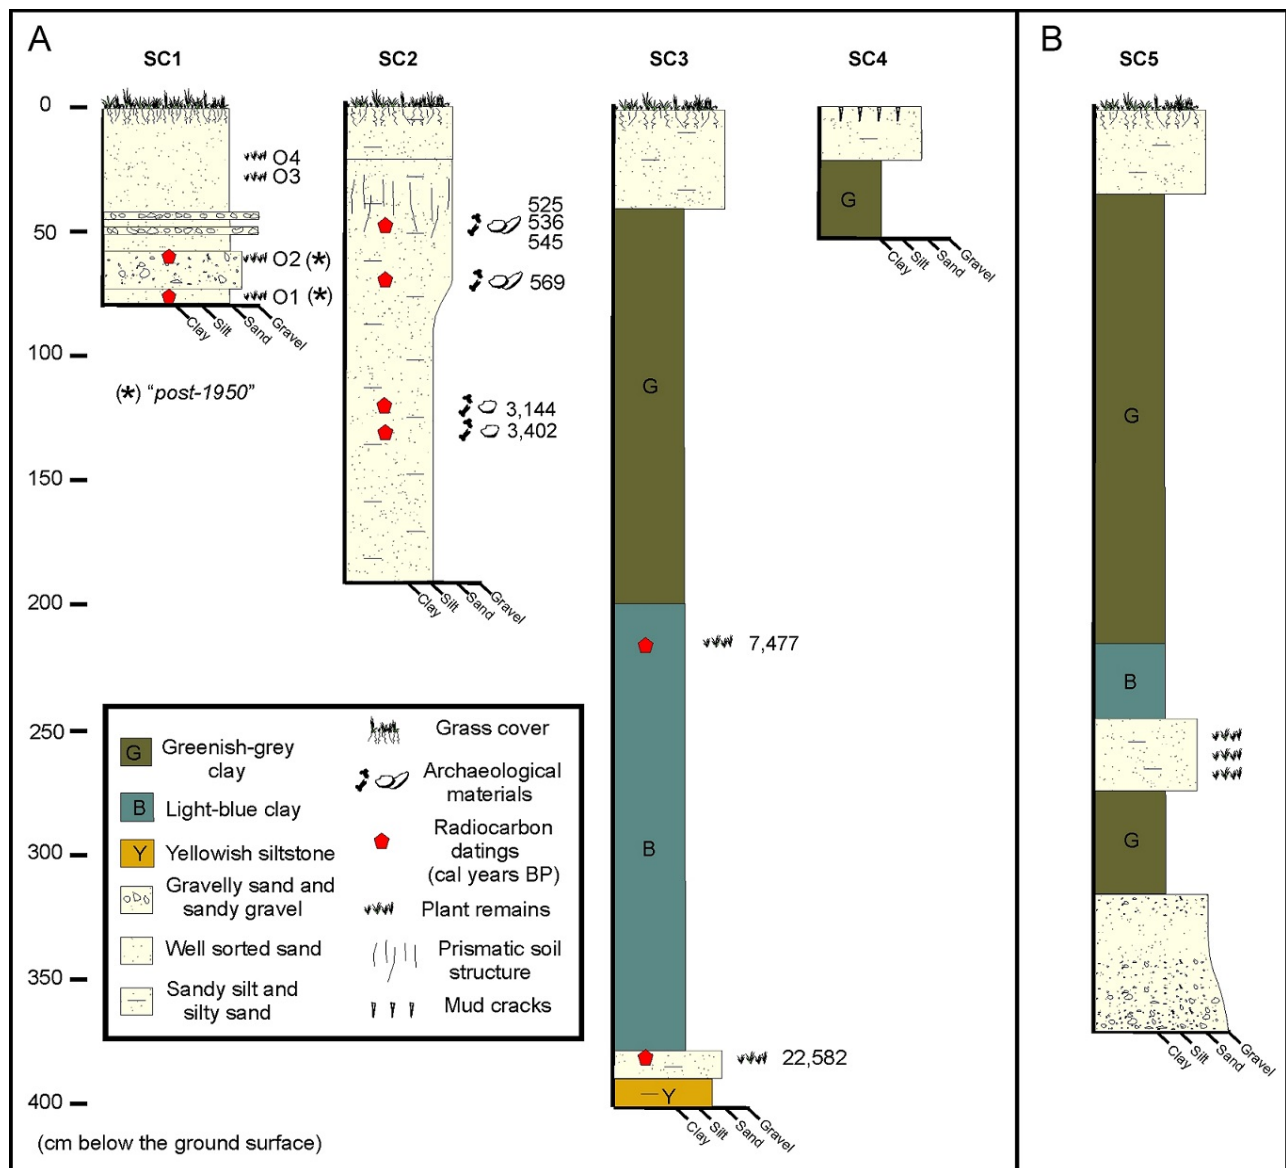 A
B
SC1
SC2
SC3
SC4
SC5
0
50
100
150
200
250
300
350
400
(cm below the ground surface)
O4
O3
O2 (*)
O1 (*)
Clay
Silt
Sand
Gravel
(*) "post-1950"
525
536
545
569
3,144
3,402
Clay
Silt
Sand
Gravel
G
B
7,477
22,582
Y
Clay
Silt
Sand
Gravel
G
Clay
Silt
Sand
Gravel
G
B
G
Clay
Silt
Sand
Gravel
G
Greenish-grey
clay
B
Light-blue clay
Y
Yellowish siltstone
Gravelly sand and
sandy gravel
Well sorted sand
Sandy silt and
silty sand
Grass cover
Archaeological
materials
Radiocarbon
datings
(cal years BP)
Plant remains
Prismatic soil
structure
Mud cracks